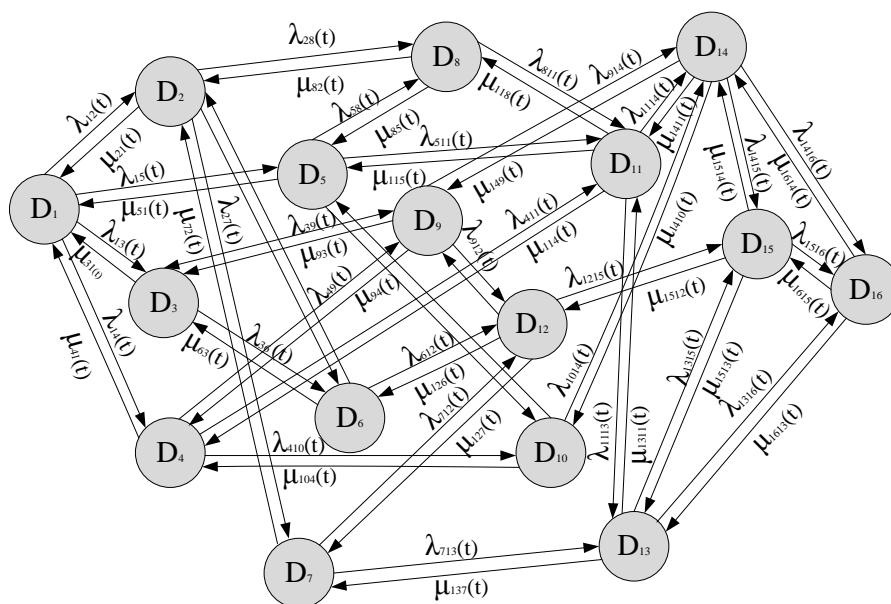 D₁
D₂
D₃
D₄
D₅
D₆
D₇
D₈
D₉
D₁₀
D₁₁
D₁₂
D₁₃
D₁₄
D₁₅
D₁₆
λ₁₂(t)
μ₂₁(t)
λ₂₈(t)
μ₈₂(t)
λ₅₈(t)
μ₈₅(t)
λ₈₁₁(t)
μ₁₁₈(t)
λ₉₁₄(t)
μ₁₄₉(t)
λ₁₁₁₄(t)
μ₁₄₁₁(t)
λ₁₅(t)
μ₅₁(t)
λ₅₁₁(t)
μ₁₁₅(t)
λ₁₃(t)
μ₃₁₍ₜ₎
μ₇₂(t)
λ₂₇(t)
λ₃₉(t)
μ₉₃(t)
λ₄₉(t)
μ₉₄(t)
λ₉₁₂(t)
λ₄₁₁(t)
μ₁₁₄(t)
μ₁₄₁₀(t)
λ₁₀₁₄(t)
μ₁₅₁₄(t)
λ₁₄₁₅(t)
λ₁₄₁₆(t)
μ₁₆₁₄(t)
λ₁₅₁₆(t)
μ₁₆₁₅(t)
λ₁₂₁₅(t)
μ₁₅₁₂(t)
λ₁₄(t)
μ₄₁(t)
λ₃₆(t)
μ₆₃(t)
λ₆₁₂(t)
μ₁₂₆(t)
λ₇₁₂(t)
μ₁₂₇(t)
λ₄₁₀(t)
μ₁₀₄(t)
λ₁₁₁₃(t)
μ₁₃₁₁(t)
λ₁₃₁₅(t)
μ₁₅₁₃(t)
λ₁₃₁₆(t)
μ₁₆₁₃(t)
λ₇₁₃(t)
μ₁₃₇(t)